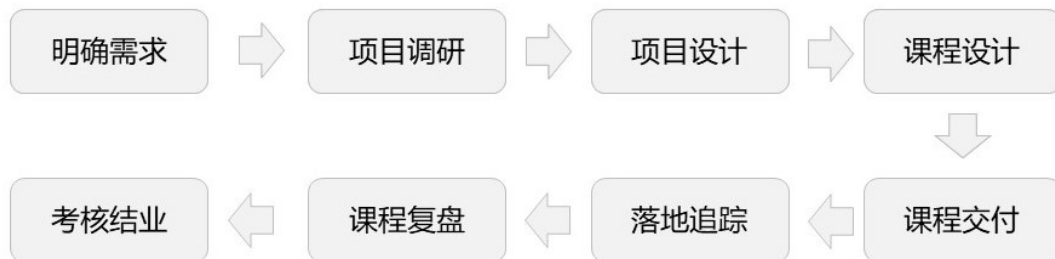 明确需求
项目调研
项目设计
课程设计
课程交付
落地追踪
课程复盘
考核结业